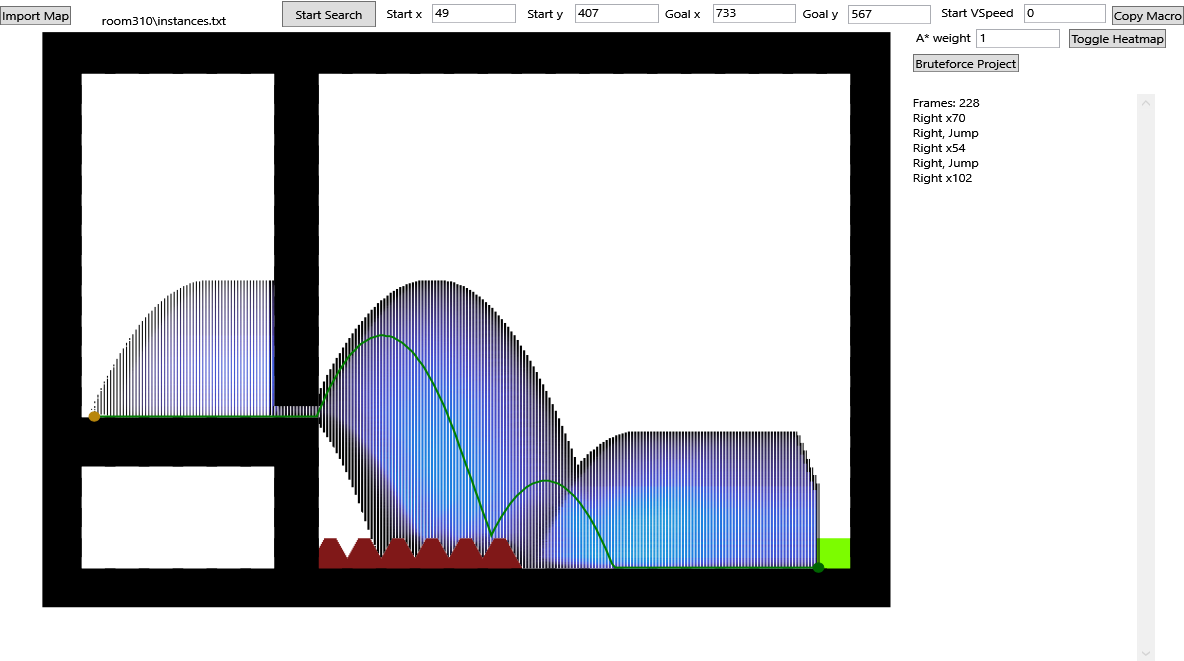 Import Map
room310\instances.txt
Start Search
Start x 49
Start y 407
Goal x 733
Goal y 567
Start VSpeed 0
Copy Macro
A* weight 1
Toggle Heatmap
Bruteforce Project
Frames: 228
Right x70
Right, Jump
Right x54
Right, Jump
Right x102